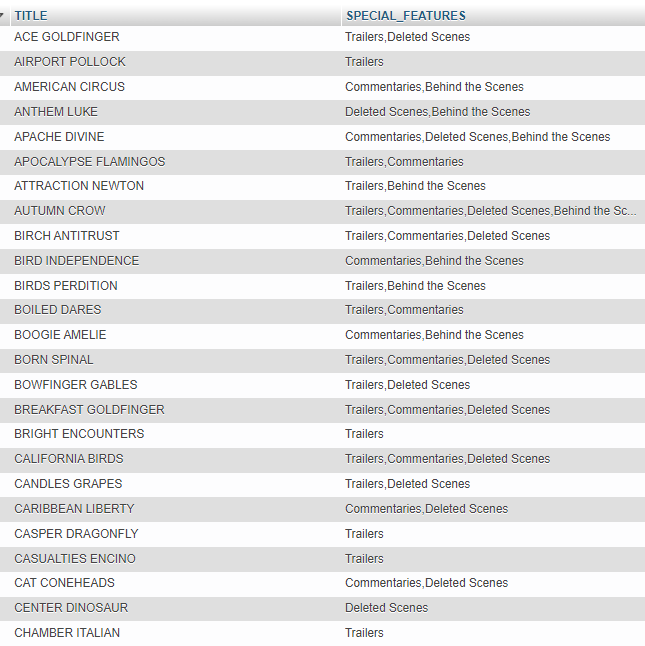 TITLE SPECIAL_FEATURES
ACE GOLDFINGER Trailers,Deleted Scenes
AIRPORT POLLOCK Trailers
AMERICAN CIRCUS Commentaries,Behind the Scenes
ANTHEM LUKE Deleted Scenes,Behind the Scenes
APACHE DIVINE Commentaries,Deleted Scenes,Behind the Scenes
APOCALYPSE FLAMINGOS Trailers,Commentaries
ATTRACTION NEWTON Trailers,Behind the Scenes
AUTUMN CROW Trailers,Commentaries,Deleted Scenes,Behind the Sc...
BIRCH ANTITRUST Trailers,Commentaries,Deleted Scenes
BIRD INDEPENDENCE Commentaries,Behind the Scenes
BIRDS PERDITION Trailers,Behind the Scenes
BOILED DARES Trailers,Commentaries
BOOGIE AMELIE Commentaries,Behind the Scenes
BORN SPINAL Trailers,Commentaries,Deleted Scenes
BOWFINGER GABLES Trailers,Deleted Scenes
BREAKFAST GOLDFINGER Trailers,Commentaries,Deleted Scenes
BRIGHT ENCOUNTERS Trailers
CALIFORNIA BIRDS Trailers,Commentaries,Deleted Scenes
CANDLES GRAPES Trailers,Deleted Scenes
CARIBBEAN LIBERTY Commentaries,Deleted Scenes
CASPER DRAGONFLY Trailers
CASUALTIES ENCINO Trailers
CAT CONEHEADS Commentaries,Deleted Scenes
CENTER DINOSAUR Deleted Scenes
CHAMBER ITALIAN Trailers